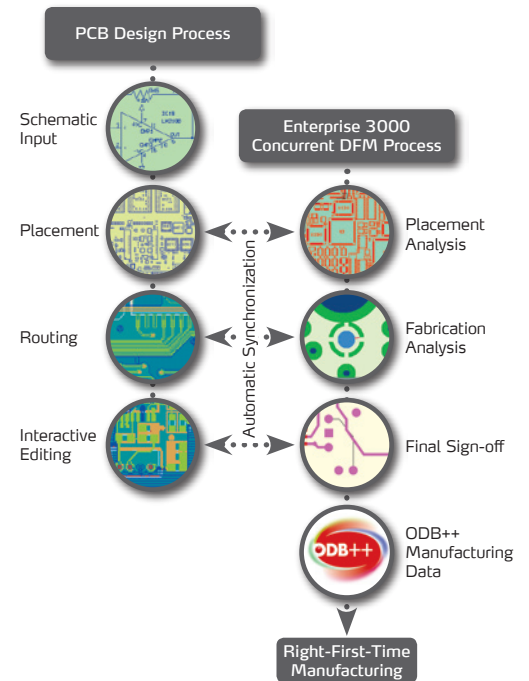 PCB Design Process
Schematic
Input
Enterprise 3000
Concurrent DFM Process
Placement
Placement
Analysis
Automatic Synchronization
Routing
Fabrication
Analysis
Interactive
Editing
Final Sign-off
ODB++
ODB++
Manufacturing
Data
Right-First-Time
Manufacturing